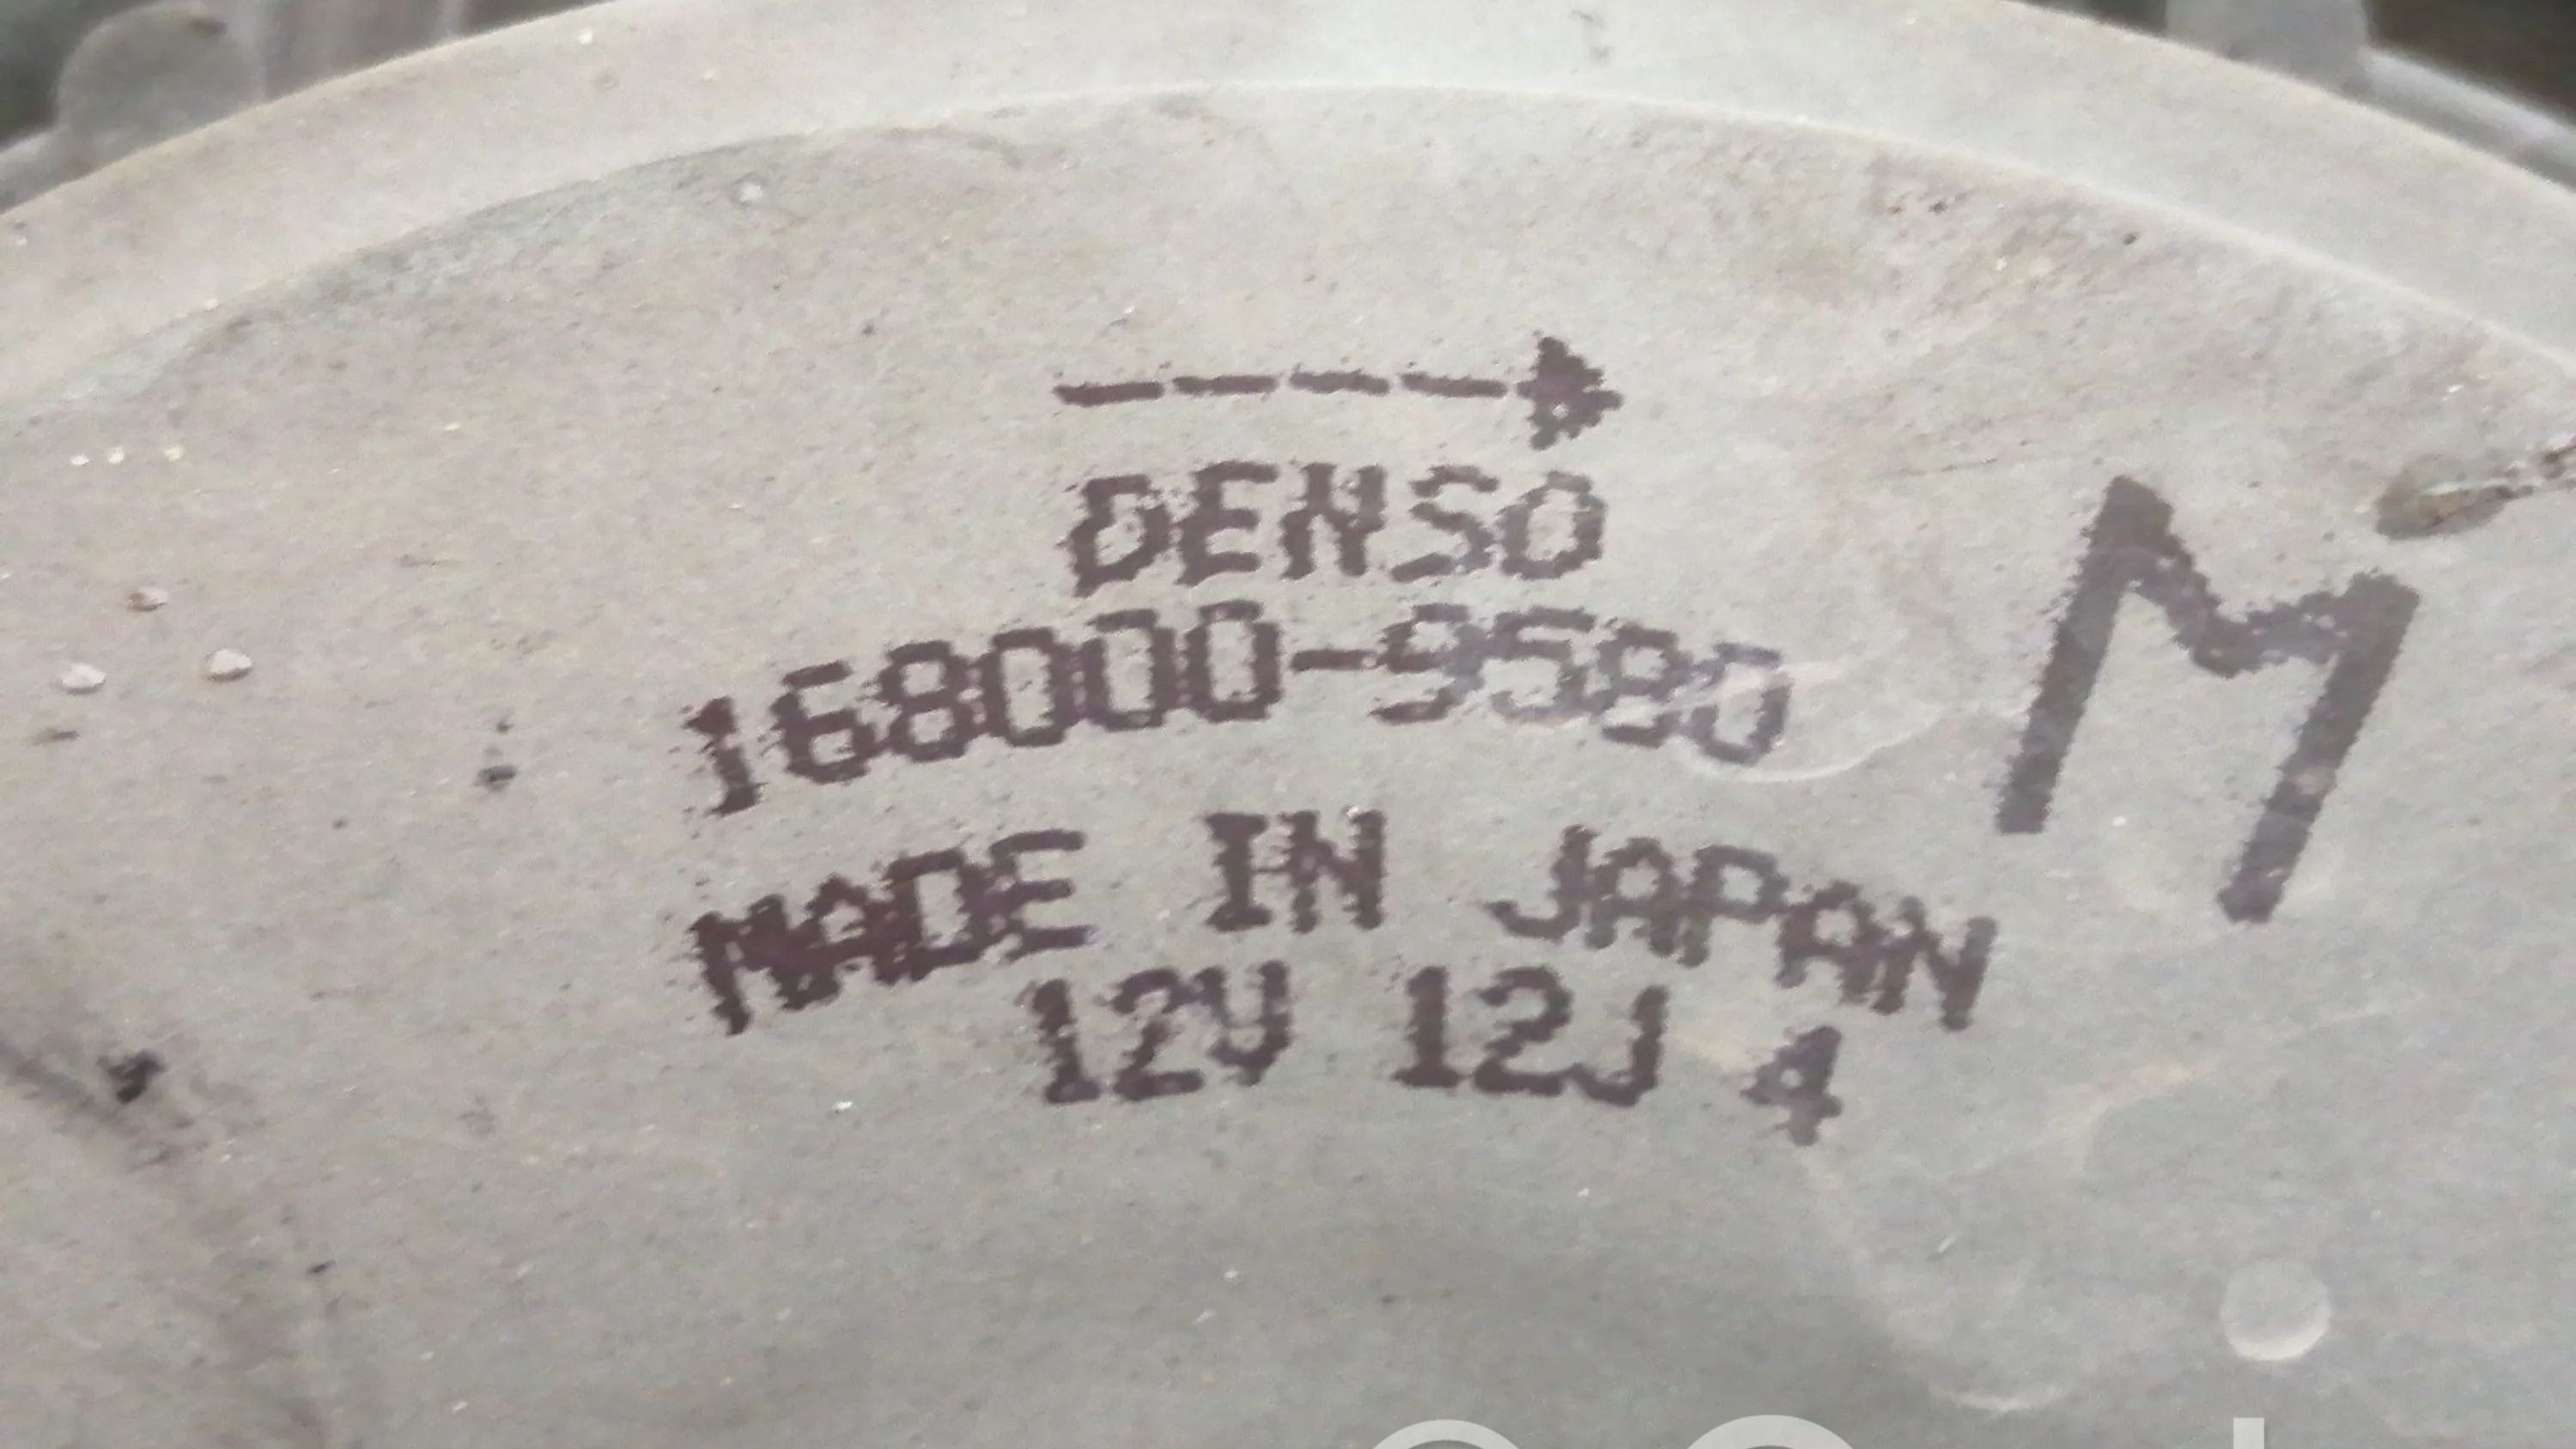 DENSO
168000-9580
M
MADE IN JAPAN
12V 12J 4